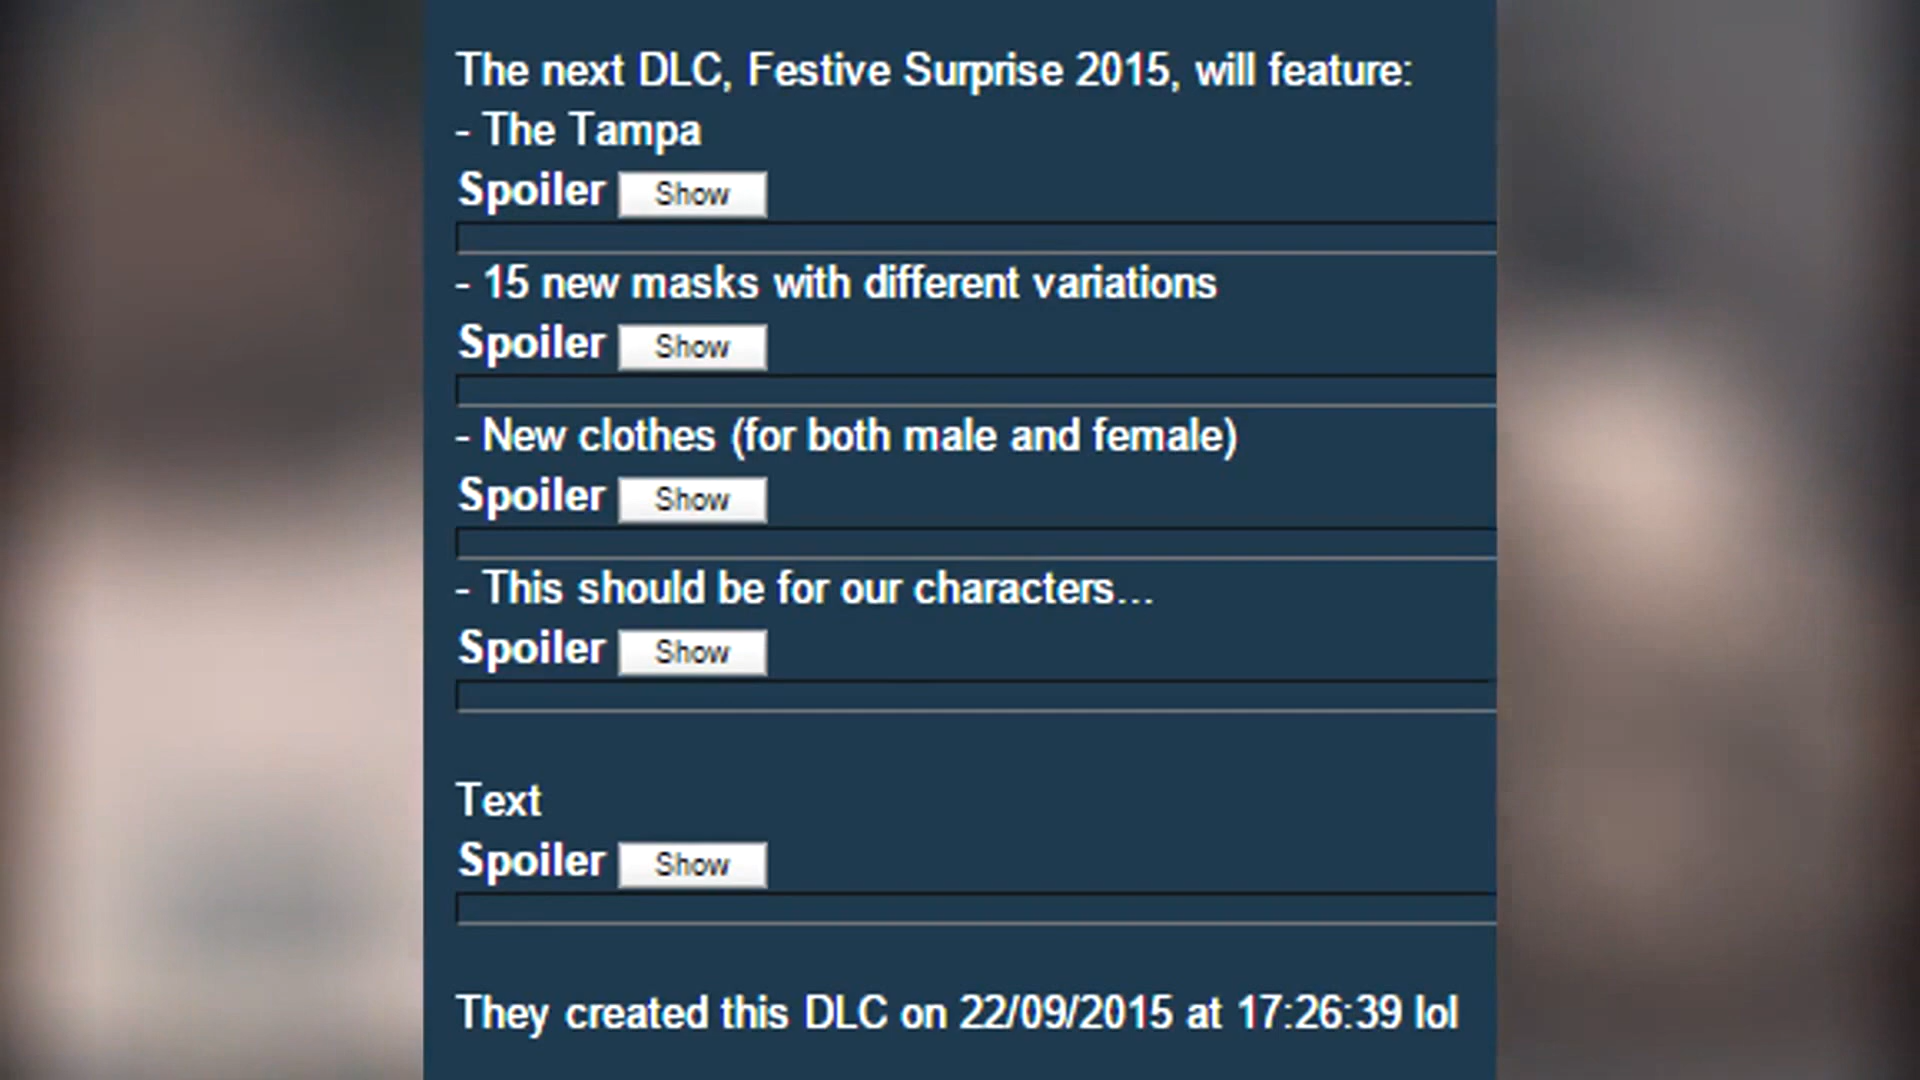 The next DLC, Festive Surprise 2015, will feature:
- The Tampa
Spoiler Show
- 15 new masks with different variations
Spoiler Show
- New clothes (for both male and female)
Spoiler Show
- This should be for our characters...
Spoiler Show
Text
Spoiler Show
They created this DLC on 22/09/2015 at 17:26:39 lol